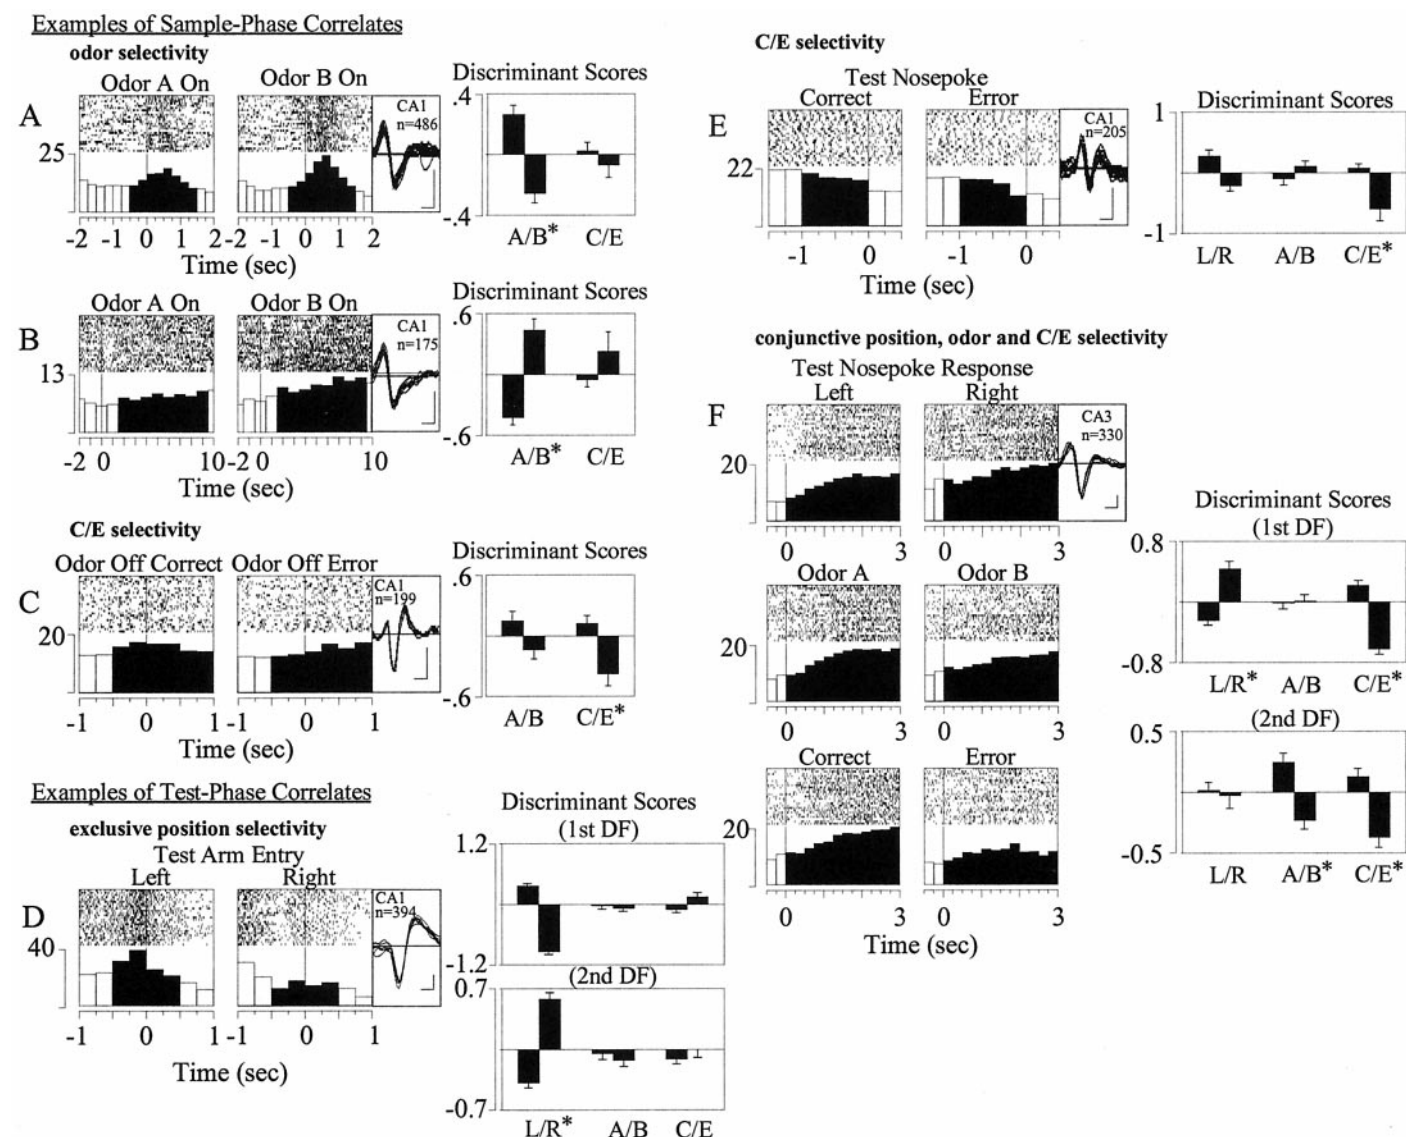 Examples of Sample-Phase Correlates
odor selectivity
A
Odor A On
Odor B On
Discriminant Scores
CA1
n=486
25
.4
-.4
-2 -1 0 1 2
-2 -1 0 1 2
A/B* C/E
Time (sec)
B
Odor A On
Odor B On
Discriminant Scores
CA1
n=175
13
.6
-.6
-2 0 10
-2 0 10
A/B* C/E
Time (sec)
C/E selectivity
C
Odor Off Correct
Odor Off Error
Discriminant Scores
CA1
n=199
20
.6
-.6
-1 0 1
-1 0 1
A/B C/E*
Time (sec)
Examples of Test-Phase Correlates
exclusive position selectivity
Test Arm Entry
D
Left
Right
CA1
n=394
40
-1 0 1
-1 0 1
Time (sec)
Discriminant Scores
(1st DF)
1.2
-1.2
(2nd DF)
0.7
-0.7
L/R* A/B C/E
C/E selectivity
Test Nosepoke
E
Correct
Error
Discriminant Scores
CA1
n=205
22
1
-1
-1 0
-1 0
L/R A/B C/E*
Time (sec)
conjunctive position, odor and C/E selectivity
Test Nosepoke Response
F
Left
Right
CA3
n=330
20
0 3
0 3
Odor A
Odor B
20
0 3
0 3
Correct
Error
20
0 3
0 3
Time (sec)
Discriminant Scores
(1st DF)
0.8
-0.8
L/R* A/B C/E*
(2nd DF)
0.5
-0.5
L/R A/B* C/E*